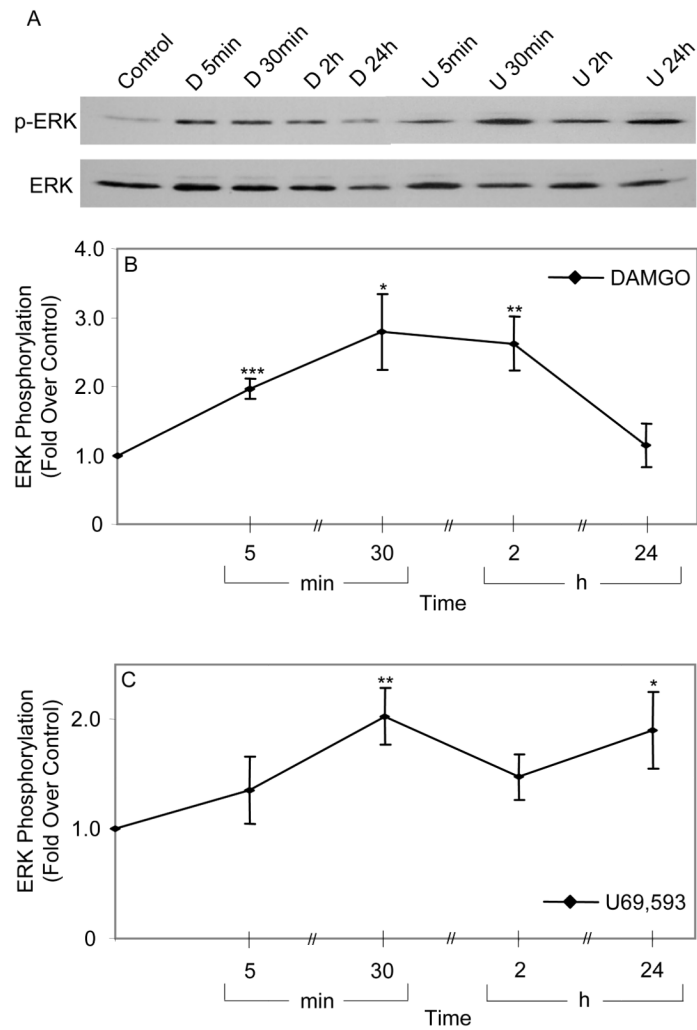 A
Control D 5min D 30min D 2h D 24h U 5min U 30min U 2h U 24h
p-ERK
ERK
B
DAMGO
ERK Phosphorylation
(Fold Over Control)
4.0
3.0
2.0
1.0
0
***
*
**
5 30 2 24
min h
Time
C
U69,593
ERK Phosphorylation
(Fold Over Control)
2.0
1.0
0
**
*
5 30 2 24
min h
Time